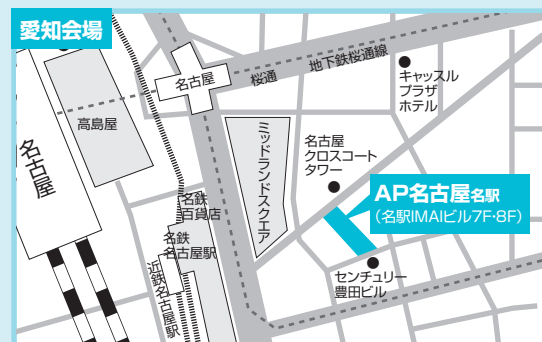 愛知会場
名古屋
桜通
地下鉄桜通線
キャッスル
プラザ
ホテル
高島屋
名古屋
ミッドランドスクエア
名古屋
クロスコート
タワー
AP名古屋名駅
(名駅IMAIビル7F・8F)
名鉄
百貨店
名鉄
名古屋駅
近鉄名古屋駅
センチュリー
豊田ビル